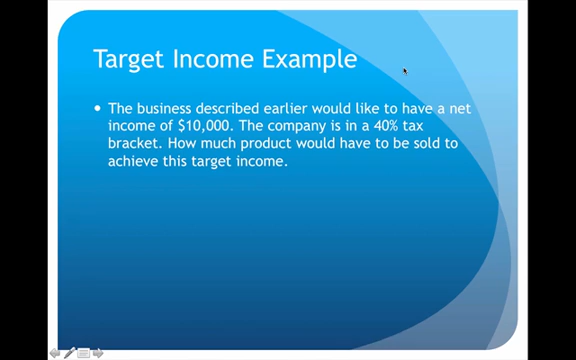 Target Income Example
• The business described earlier would like to have a net
income of $10,000. The company is in a 40% tax
bracket. How much product would have to be sold to
achieve this target income.